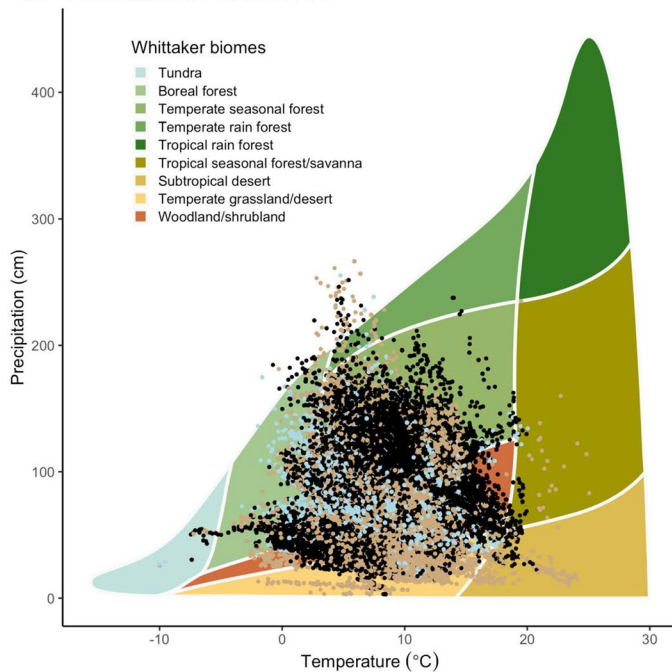 Whittaker biomes
Tundra
Boreal forest
Temperate seasonal forest
Temperate rain forest
Tropical rain forest
Tropical seasonal forest/savanna
Subtropical desert
Temperate grassland/desert
Woodland/shrubland
Precipitation (cm)
400
300
200
100
0
-10
0
10
20
30
Temperature (°C)